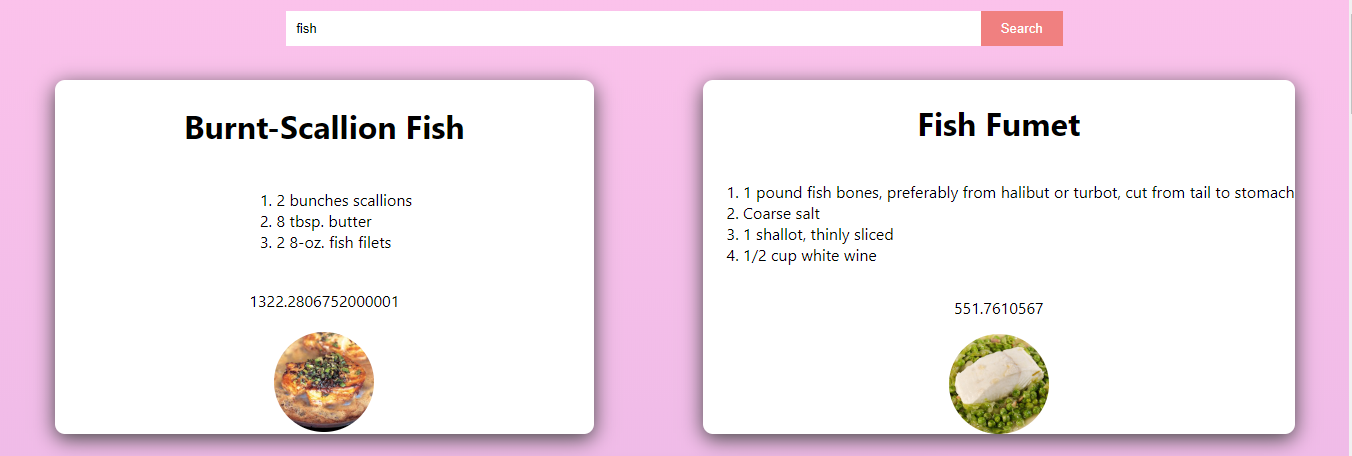 fish
Search
Burnt-Scallion Fish
1. 2 bunches scallions
2. 8 tbsp. butter
3. 2 8-oz. fish filets
1322.2806752000001
Fish Fumet
1. 1 pound fish bones, preferably from halibut or turbot, cut from tail to stomach
2. Coarse salt
3. 1 shallot, thinly sliced
4. 1/2 cup white wine
551.7610567